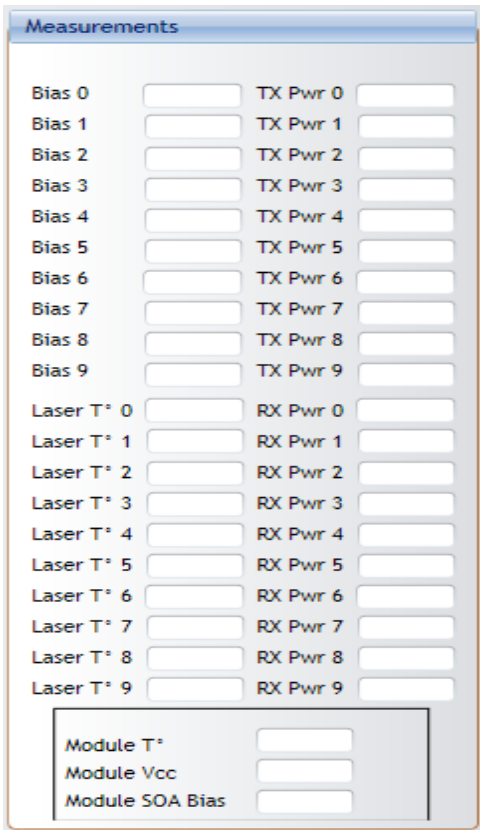 Measurements
Bias 0 TX Pwr 0
Bias 1 TX Pwr 1
Bias 2 TX Pwr 2
Bias 3 TX Pwr 3
Bias 4 TX Pwr 4
Bias 5 TX Pwr 5
Bias 6 TX Pwr 6
Bias 7 TX Pwr 7
Bias 8 TX Pwr 8
Bias 9 TX Pwr 9
Laser T° 0 RX Pwr 0
Laser T° 1 RX Pwr 1
Laser T° 2 RX Pwr 2
Laser T° 3 RX Pwr 3
Laser T° 4 RX Pwr 4
Laser T° 5 RX Pwr 5
Laser T° 6 RX Pwr 6
Laser T° 7 RX Pwr 7
Laser T° 8 RX Pwr 8
Laser T° 9 RX Pwr 9
Module T°
Module Vcc
Module SOA Bias